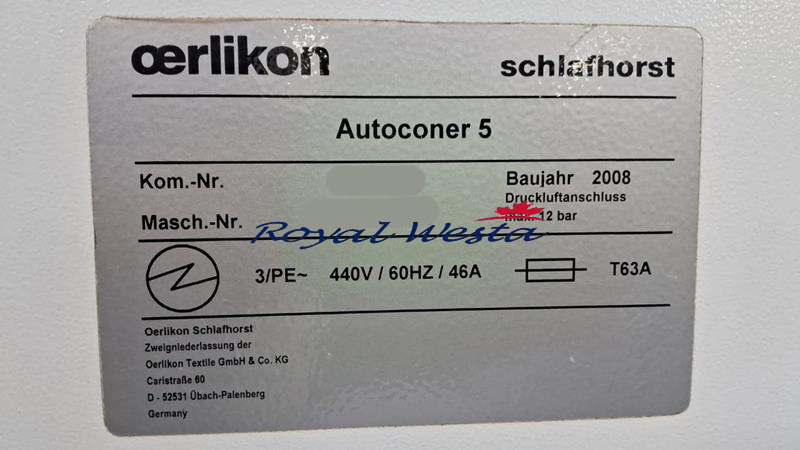 œrlikon schlafhorst
Autoconer 5
Kom.-Nr. Baujahr 2008
Druckluftanschluss
Masch.-Nr. max. 12 bar
Royal Westa
3/PE~ 440V / 60HZ / 46A T63A
Oerlikon Schlafhorst
Zweigniederlassung der
Oerlikon Textile GmbH & Co. KG
Carlstraße 60
D - 52531 Übach-Palenberg
Germany